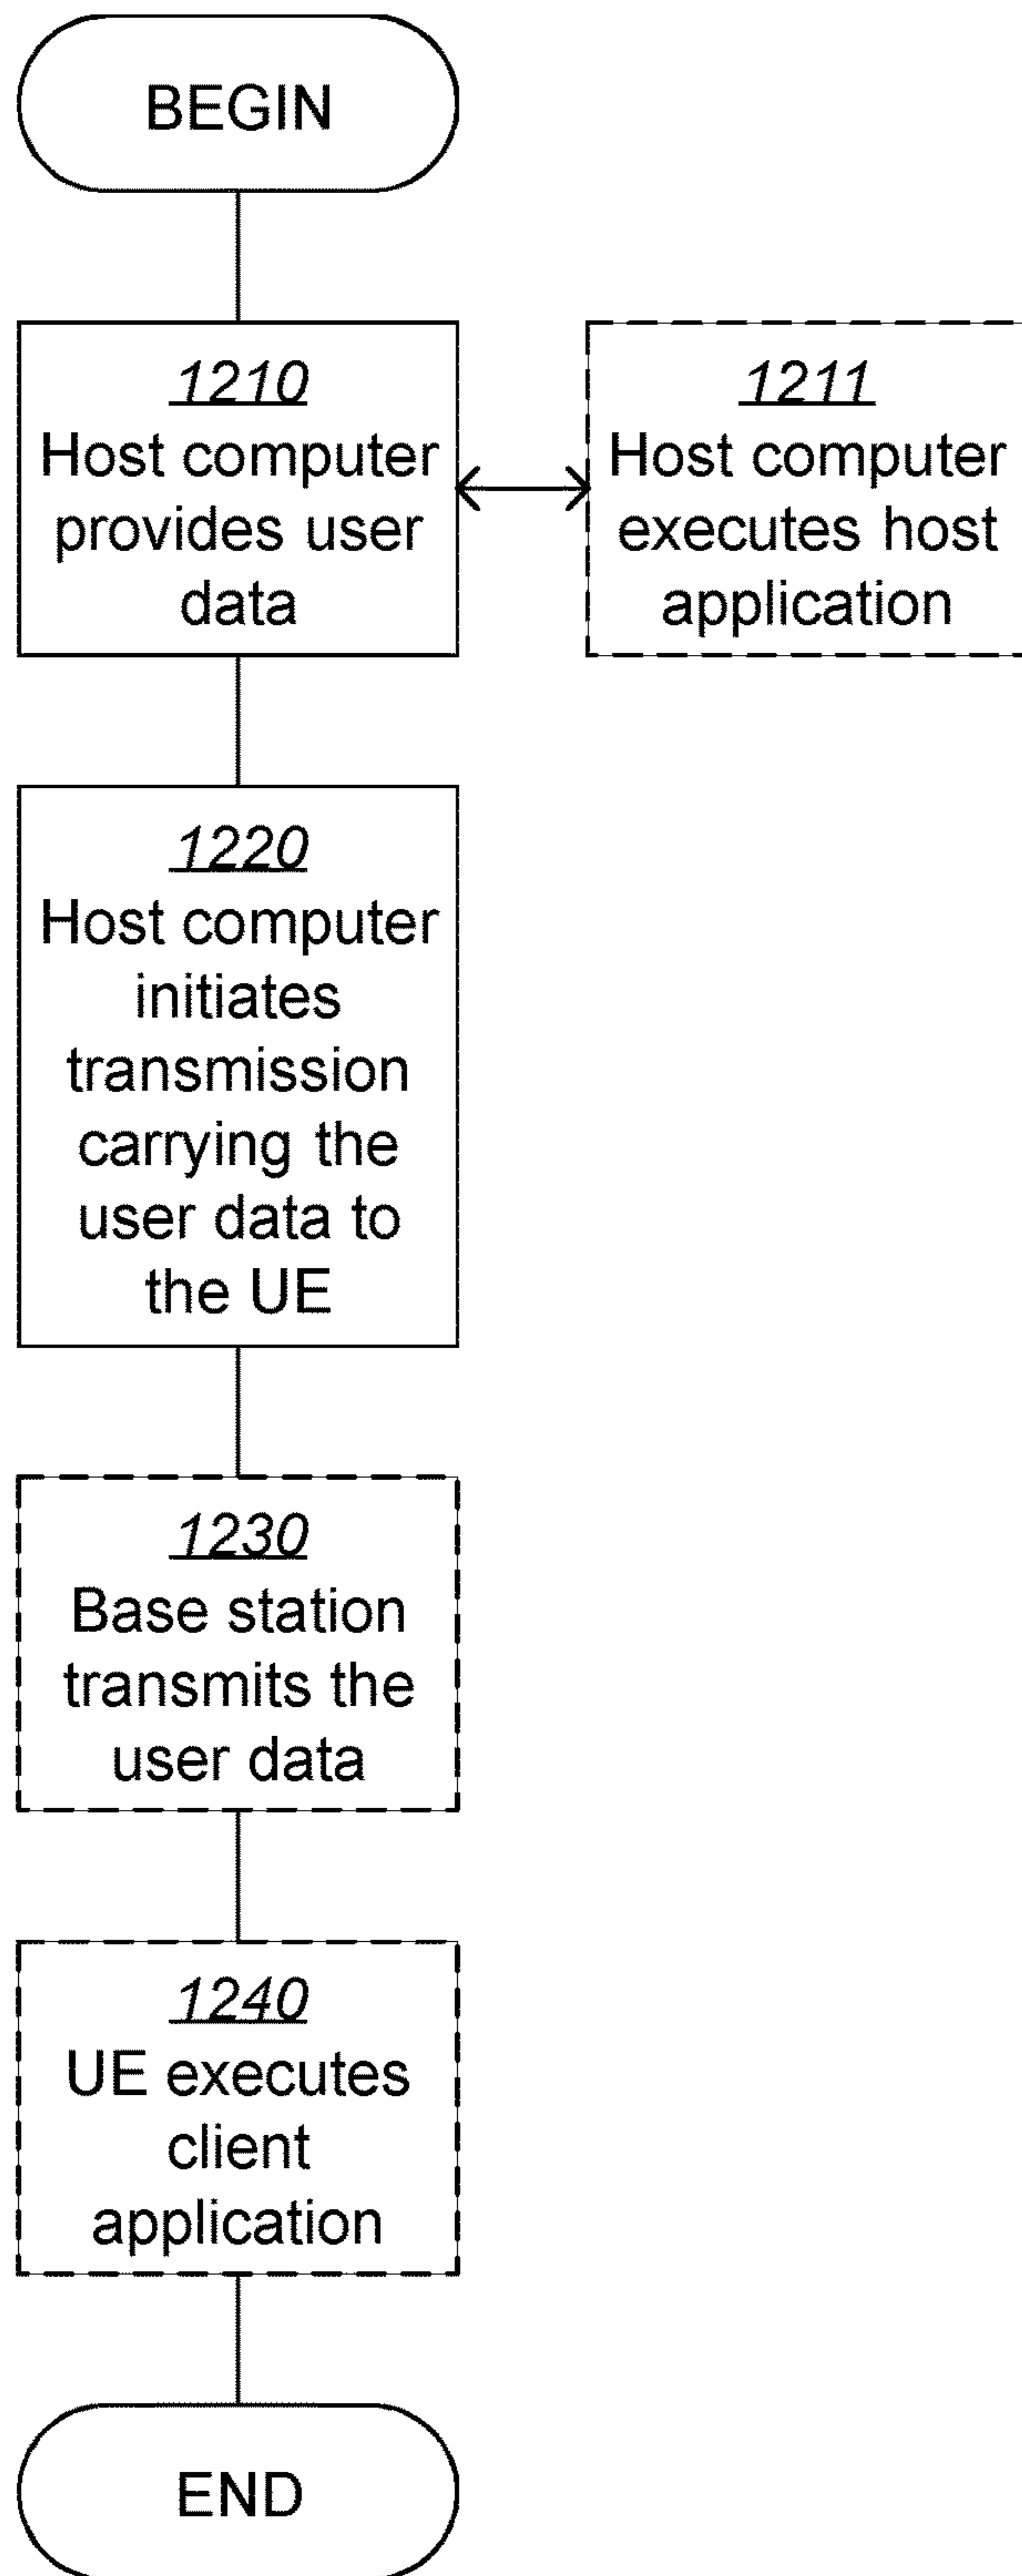 BEGIN
1210
Host computer
provides user
data
1211
Host computer
executes host
application
1220
Host computer
initiates
transmission
carrying the
user data to
the UE
1230
Base station
transmits the
user data
1240
UE executes
client
application
END